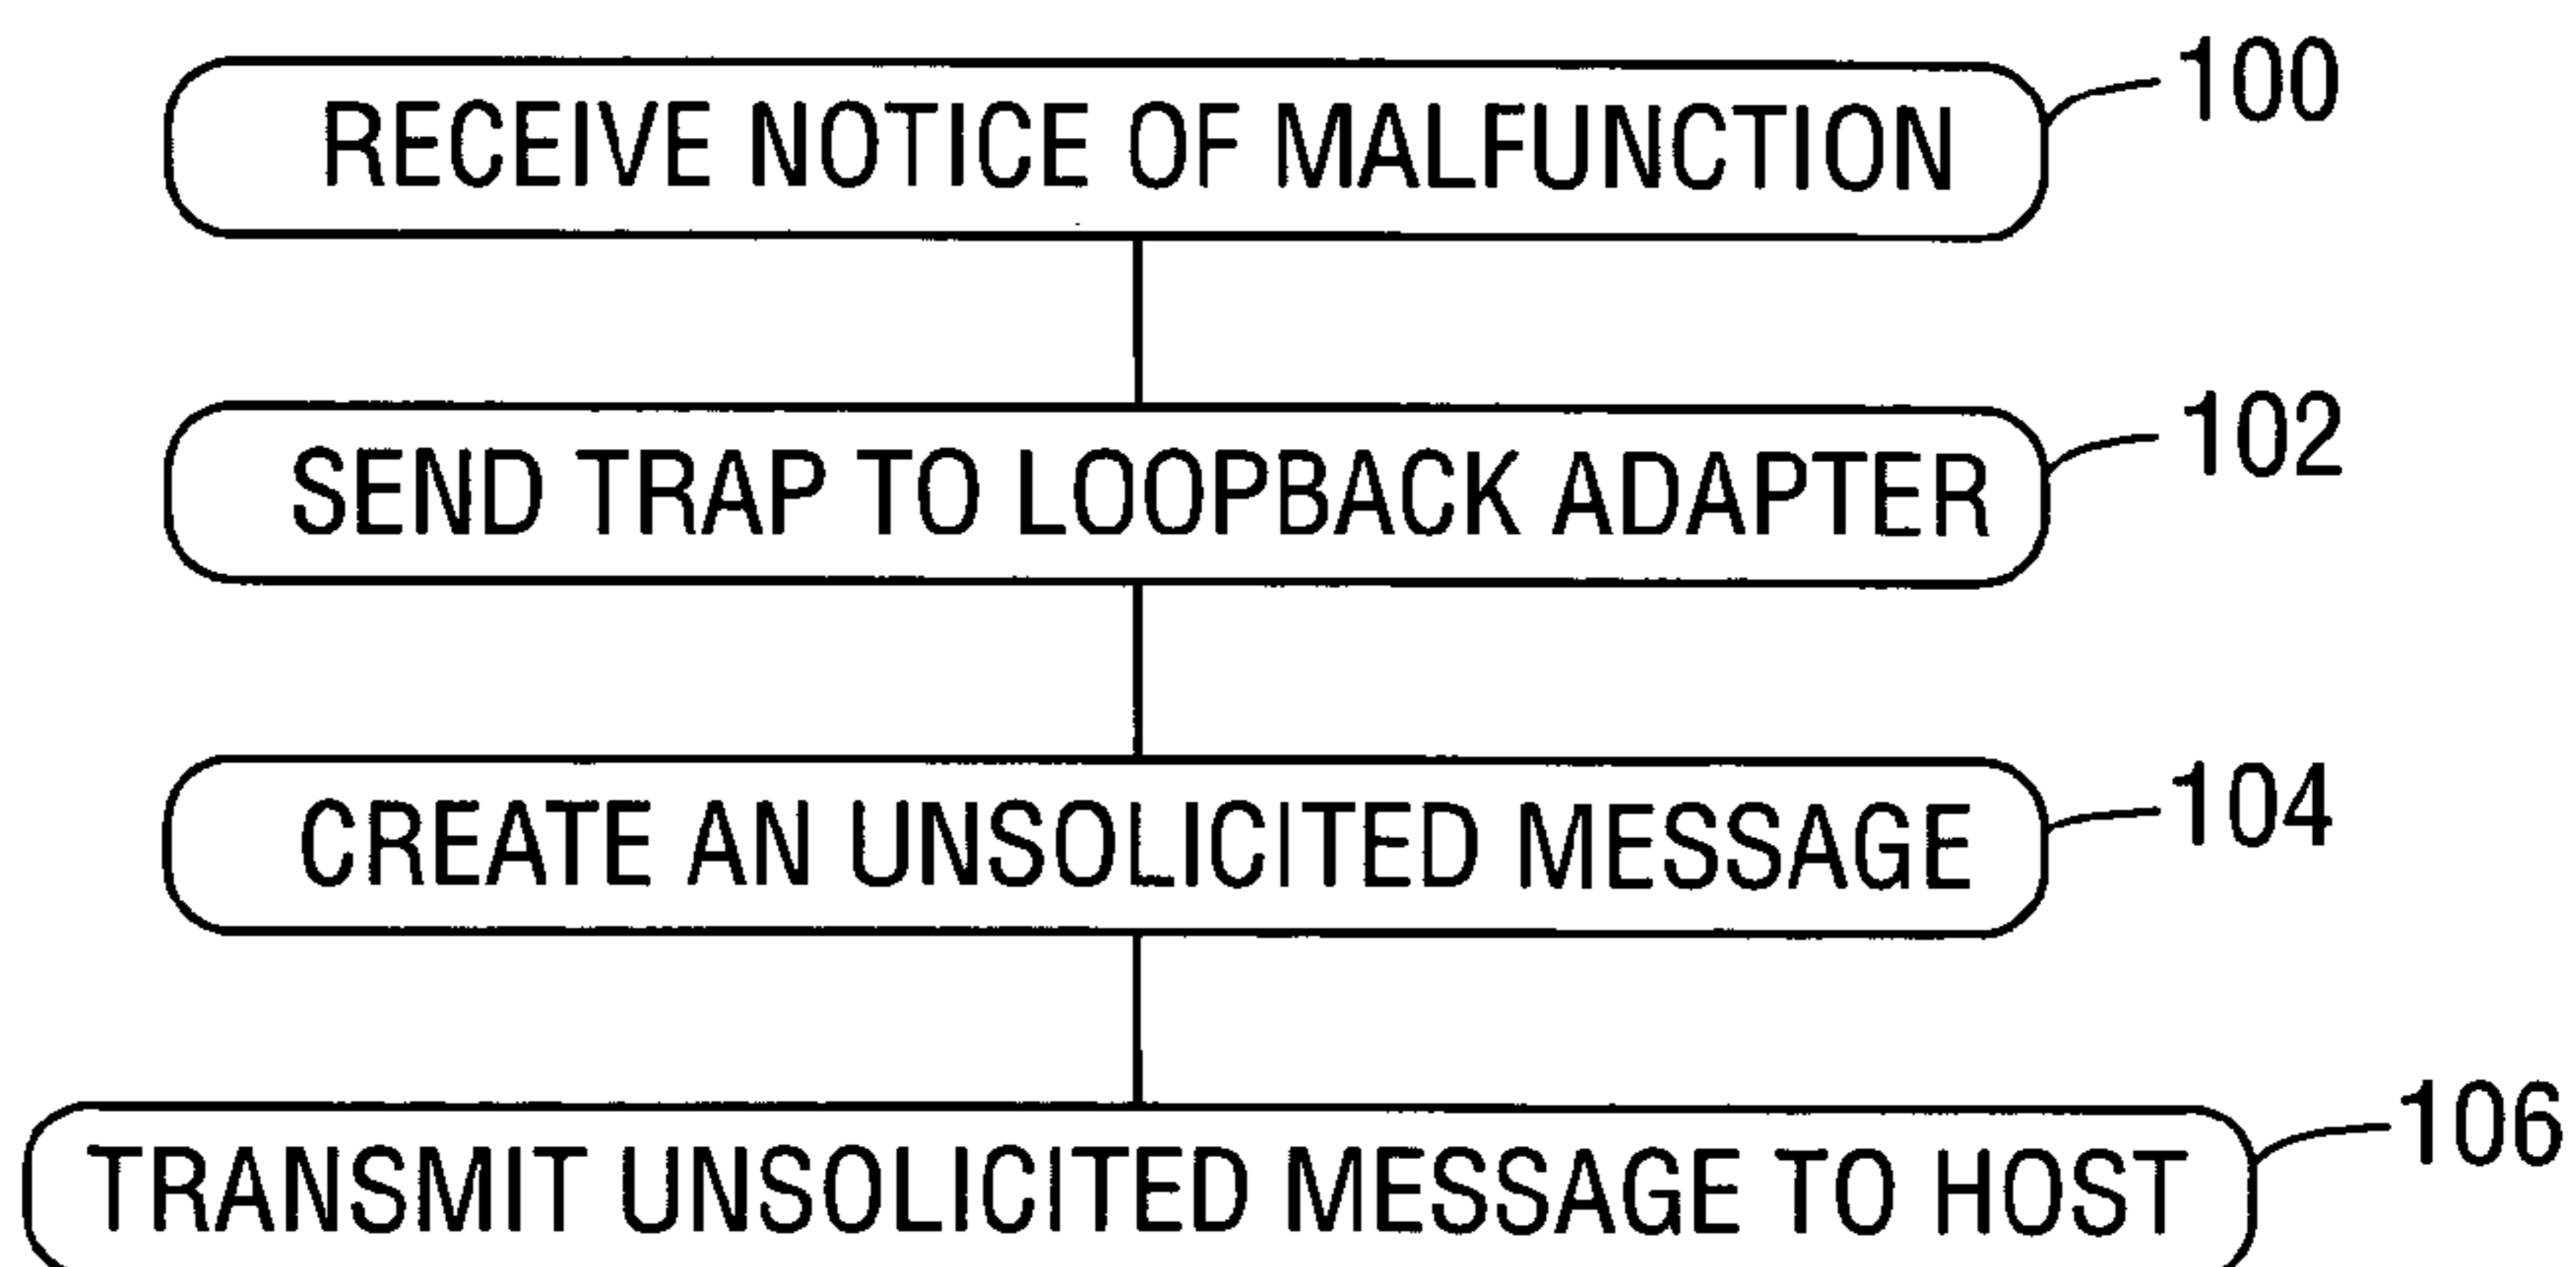 RECEIVE NOTICE OF MALFUNCTION
100
SEND TRAP TO LOOPBACK ADAPTER
102
CREATE AN UNSOLICITED MESSAGE
104
TRANSMIT UNSOLICITED MESSAGE TO HOST
106